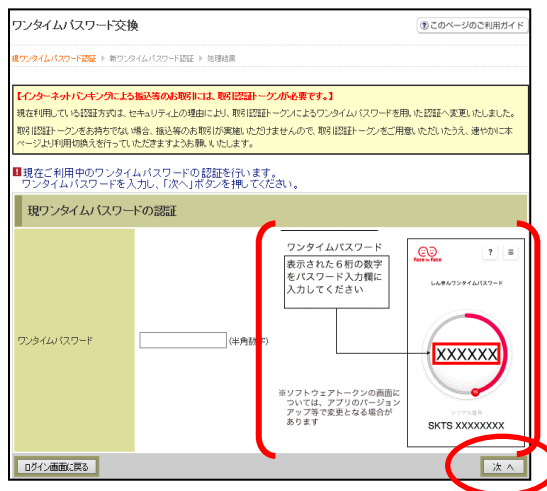 ワンタイムパスワード交換
?このページのご利用ガイド
現ワンタイムパスワード認証 ▶ 新ワンタイムパスワード認証 ▶ 処理結果
【インターネットバンキングによる振込等のお取引には、取引認証トークンが必要です。】
現在利用している認証方式は、セキュリティ上の理由により、取引認証トークンによるワンタイムパスワードを用いた認証へ変更いたしました。
取引認証トークンをお持ちでない場合、振込等のお取引が実施いただけませんので、取引認証トークンをご用意いただいたうえ、速やかに本
ページより利用切換えを行っていただきますようお願いいたします。
!現在ご利用中のワンタイムパスワードの認証を行います。
ワンタイムパスワードを入力し、「次へ」ボタンを押してください。
現ワンタイムパスワードの認証
ワンタイムパスワード
(半角数字)
ワンタイムパスワード
表示された6桁の数字
をパスワード入力欄に
入力してください
※ソフトウェアトークンの画面に
ついては、アプリのバージョン
アップ等で変更となる場合が
あります
Face to Face
? ≡
しんきんワンタイムパスワード
XXXXXX
シリアル番号
SKTS XXXXXXXX
ログイン画面に戻る
次 へ